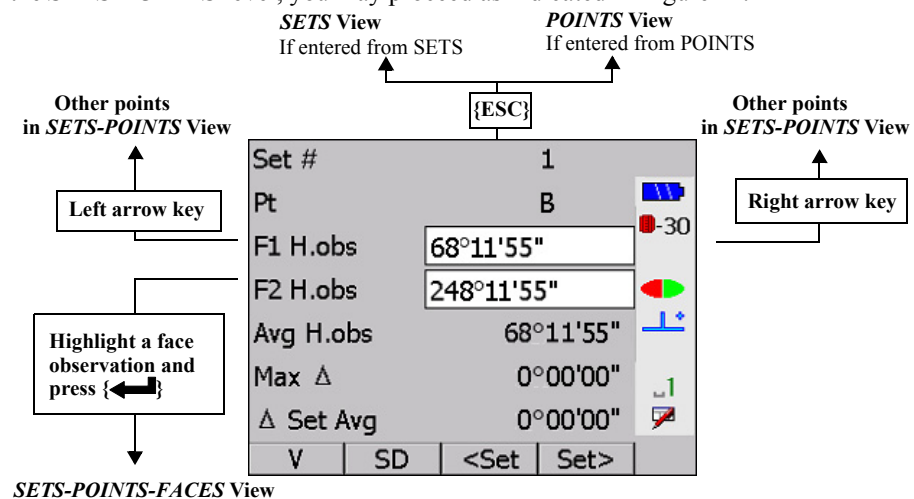 level, you may proceed as indicated in Figure
SETS View
If entered from SETS
POINTS View
If entered from POINTS
{ESC}
Other points
in SETS-POINTS View
Other points
in SETS-POINTS View
Left arrow key
Right arrow key
Set # 1
Pt B
-30
F1 H.obs 68°11'55"
F2 H.obs 248°11'55"
Avg H.obs 68°11'55"
Max Δ 0°00'00"
1
Δ Set Avg 0°00'00"
V SD <Set Set>
Highlight a face
observation and
press {⬅}
SETS-POINTS-FACES View